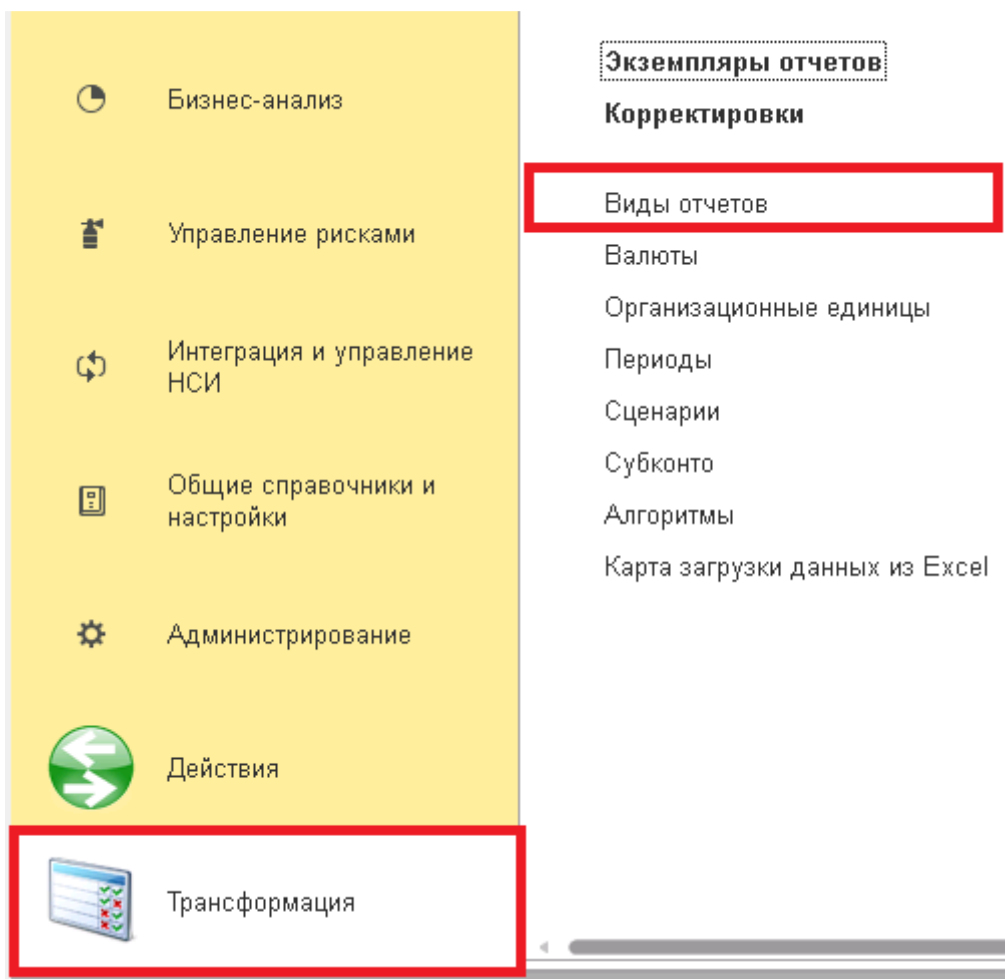 Бизнес-анализ
Управление рисками
Интеграция и управление
НСИ
Общие справочники и
настройки
Администрирование
Действия
Трансформация
Экземпляры отчетов
Корректировки
Виды отчетов
Валюты
Организационные единицы
Периоды
Сценарии
Субконто
Алгоритмы
Карта загрузки данных из Excel